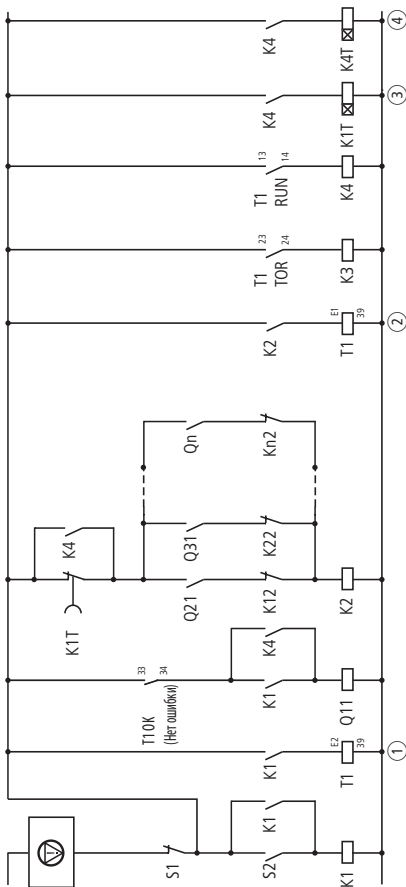 S1
S2
K1
K1
K1
T1
E2
39
①
T1OK
(Нет ошибки)
33
34
K1
K4
Q11
K1T
K4
Q21
K12
K2
Q31
K22
Qn
Kn2
K2
T1
E1
39
②
T1
TOR
23
24
K3
T1
RUN
13
14
K4
K4
K1T
③
K4
K4T
④